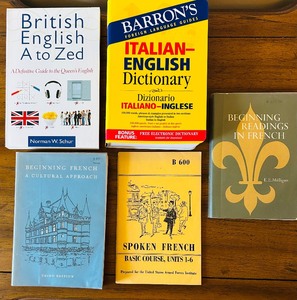 British
English
A to Zed
A Definitive Guide to the Queen's English
Norman W. Schur
BARRON'S
FOREIGN LANGUAGE GUIDES
ITALIAN–
ENGLISH
Dictionary
Dizionario
ITALIANO–INGLESE
BONUS
FEATURE:
FREE ELECTRONIC DICTIONARY
BEGINNING
READINGS
IN FRENCH
BEGINNING FRENCH
A CULTURAL APPROACH
THIRD EDITION
B 600
SPOKEN FRENCH
BASIC COURSE, UNITS 1-6
Prepared for the United States Armed Forces Institute